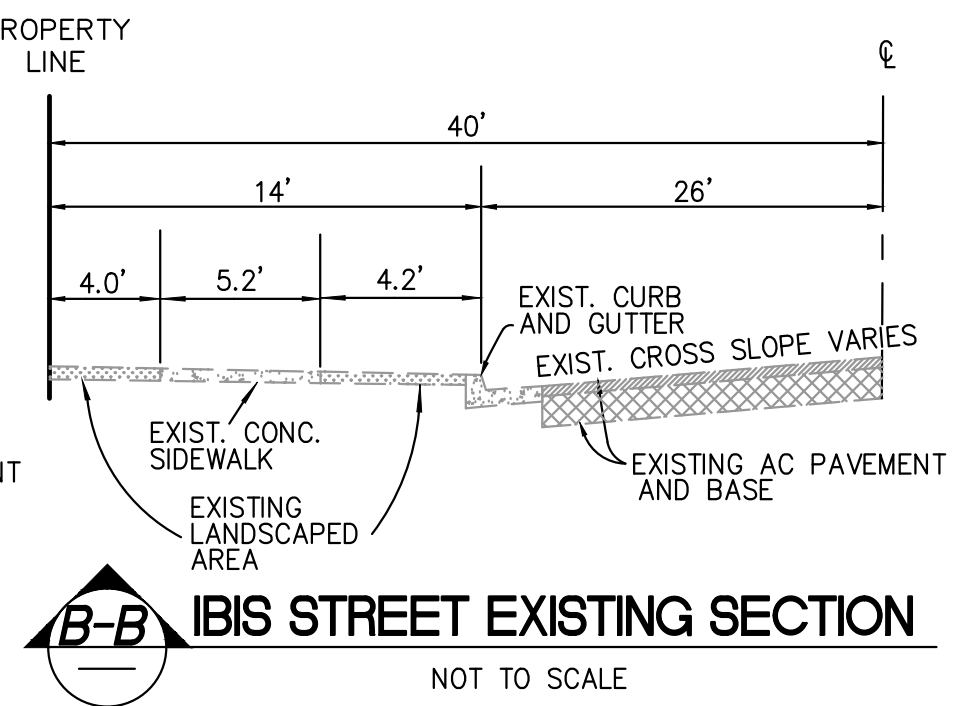 ROPERTY
LINE
℄
40'
14'
26'
4.0'
5.2'
4.2'
EXIST. CURB
AND GUTTER
EXIST. CROSS SLOPE VARIES
EXIST. CONC.
SIDEWALK
NT
EXISTING AC PAVEMENT
AND BASE
EXISTING
LANDSCAPED
AREA
B-B
IBIS STREET EXISTING SECTION
NOT TO SCALE